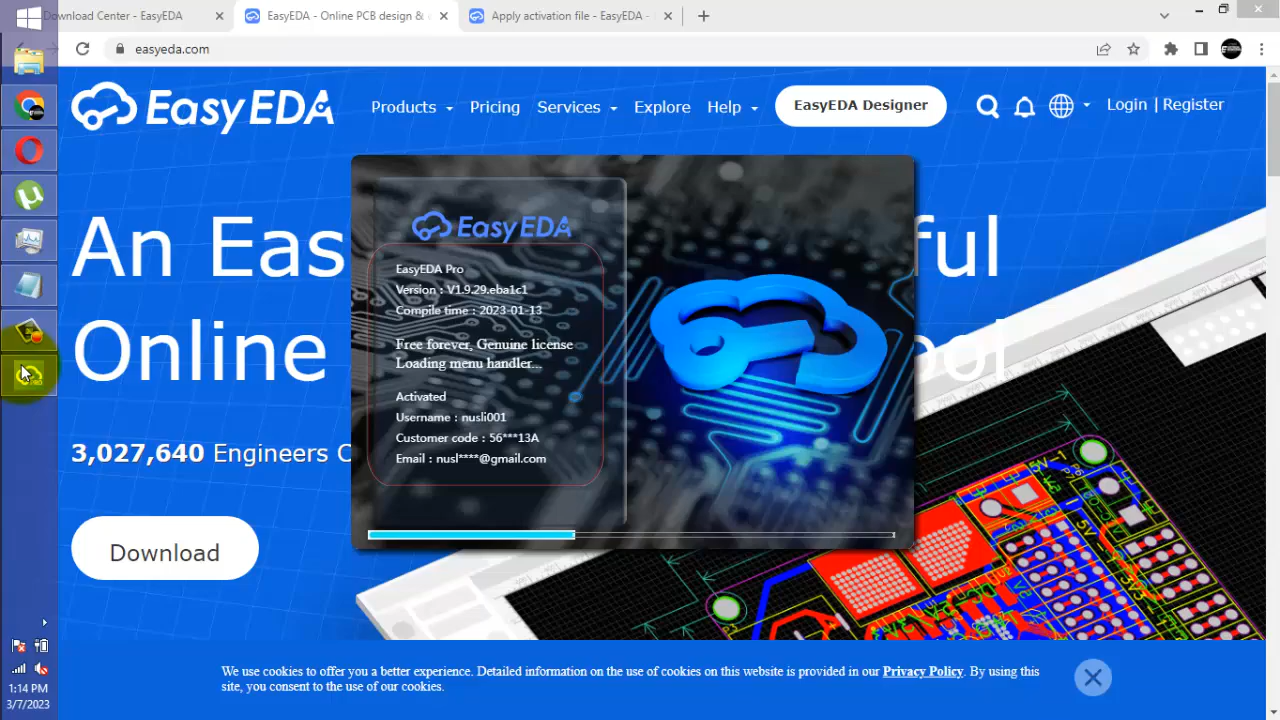 Download Center - EasyEDA
EasyEDA - Online PCB design &
Apply activation file - EasyEDA -
easyeda.com
EasyEDA
Products
Pricing
Services
Explore
Help
EasyEDA Designer
Login | Register
An Eas
ful
Online
ool
3,027,640 Engineers C
Download
EasyEDA
EasyEDA Pro
Version : V1.9.29.eba1c1
Compile time : 2023-01-13
Free forever, Genuine license
Loading menu handler...
Activated
Username : nusli001
Customer code : 56***13A
Email : nusl****@gmail.com
5V-1
We use cookies to offer you a better experience. Detailed information on the use of cookies on this website is provided in our Privacy Policy. By using this
site, you consent to the use of our cookies.
1:14 PM
3/7/2023